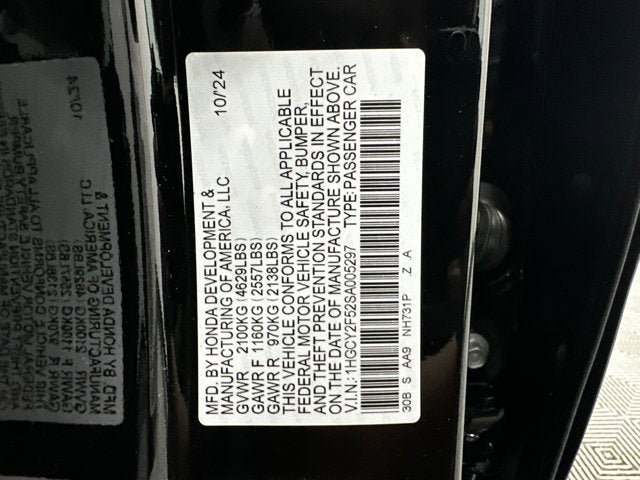 MFD. BY HONDA DEVELOPMENT & 10/24
MANUFACTURING OF AMERICA, LLC
GVWR 2100KG (4629LBS)
GAWR F 1160KG (2557LBS)
GAWR R 970KG (2138LBS)
THIS VEHICLE CONFORMS TO ALL APPLICABLE
FEDERAL MOTOR VEHICLE SAFETY, BUMPER,
AND THEFT PREVENTION STANDARDS IN EFFECT
ON THE DATE OF MANUFACTURE SHOWN ABOVE.
V.I.N.: 1HGCY2F52SA005297 TYPE: PASSENGER CAR
30B S AA9 NH731P Z A